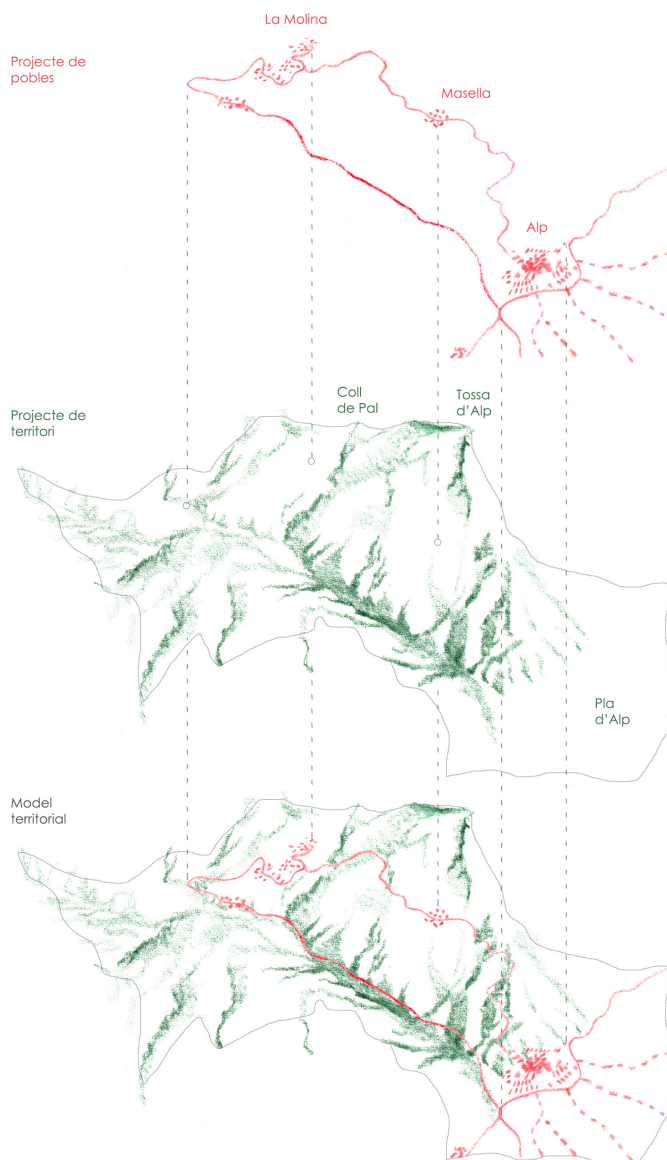 La Molina
Projecte de
pobles
Masella
Alp
Projecte de
territori
Coll
de Pal
Tossa
d'Alp
Pla
d'Alp
Model
territorial